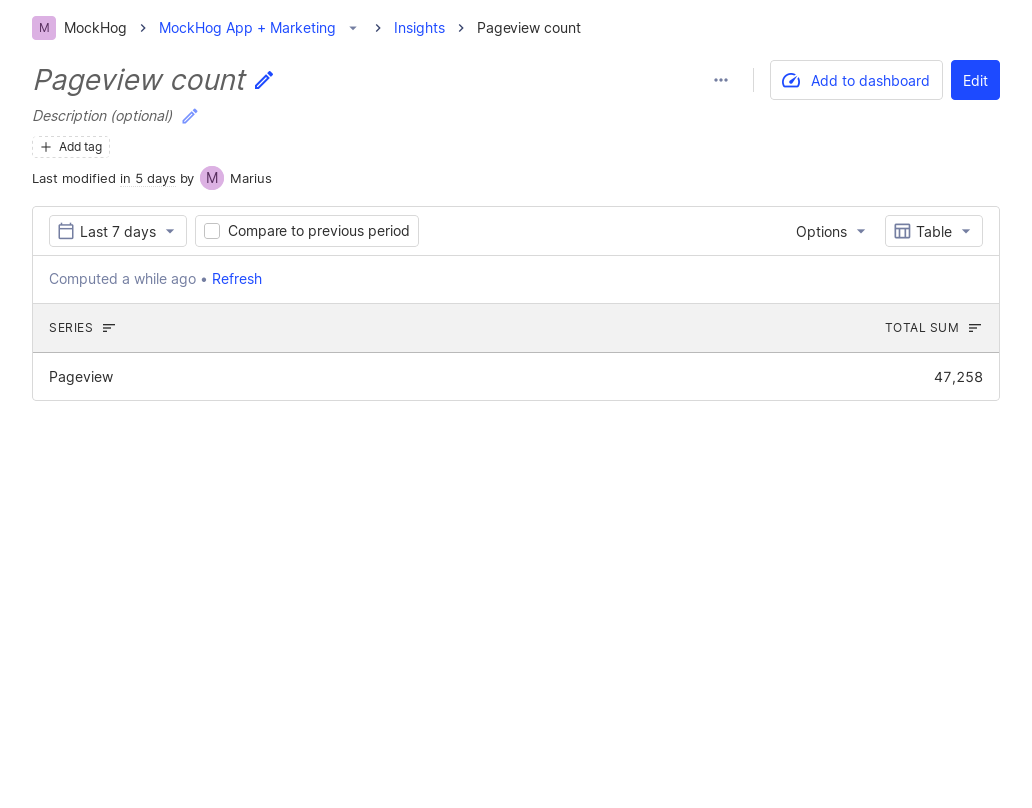 M MockHog MockHog App + Marketing Insights Pageview count
Pageview count
Add to dashboard
Edit
Description (optional)
Add tag
Last modified in 5 days by M Marius
Last 7 days Compare to previous period Options Table
Computed a while ago • Refresh
SERIES TOTAL SUM
Pageview 47,258